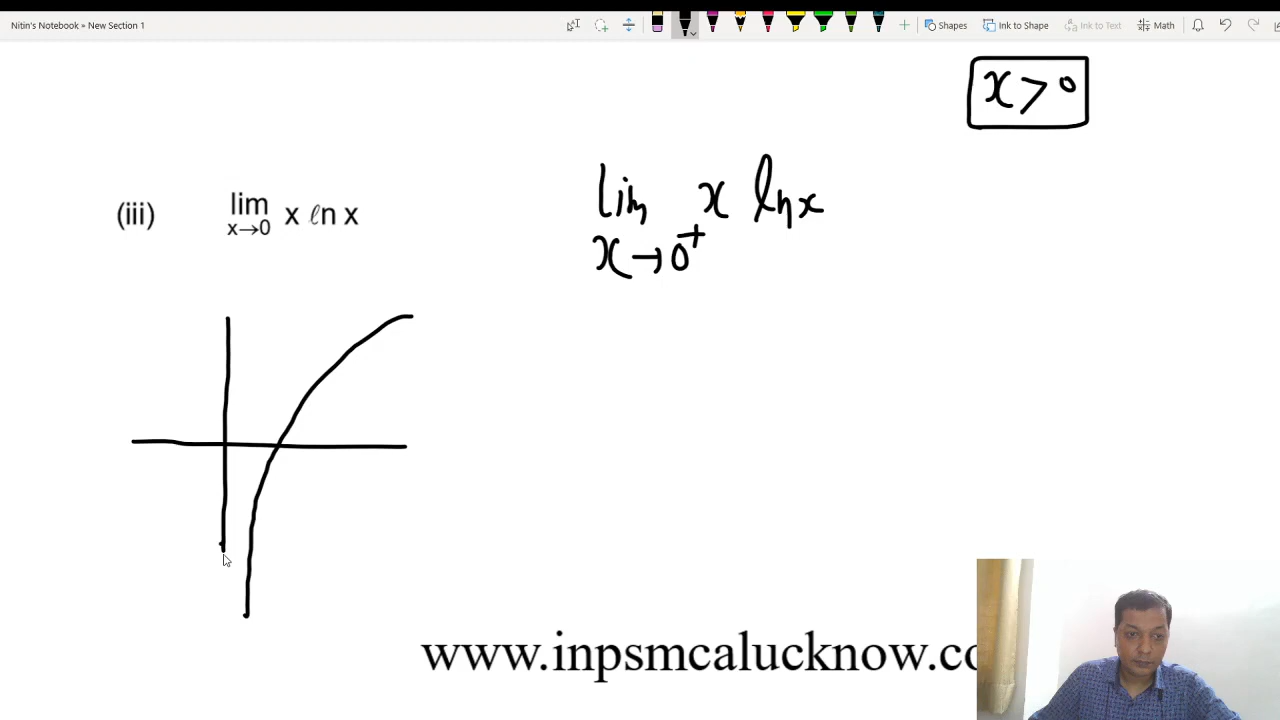 Nitin's Notebook » New Section 1
Shapes
Ink to Shape
Ink to Text
Math
x > 0
(iii) lim x ℓn x
x→0
lim x ln x
x→0⁺
www.inpsmcalucknow.co